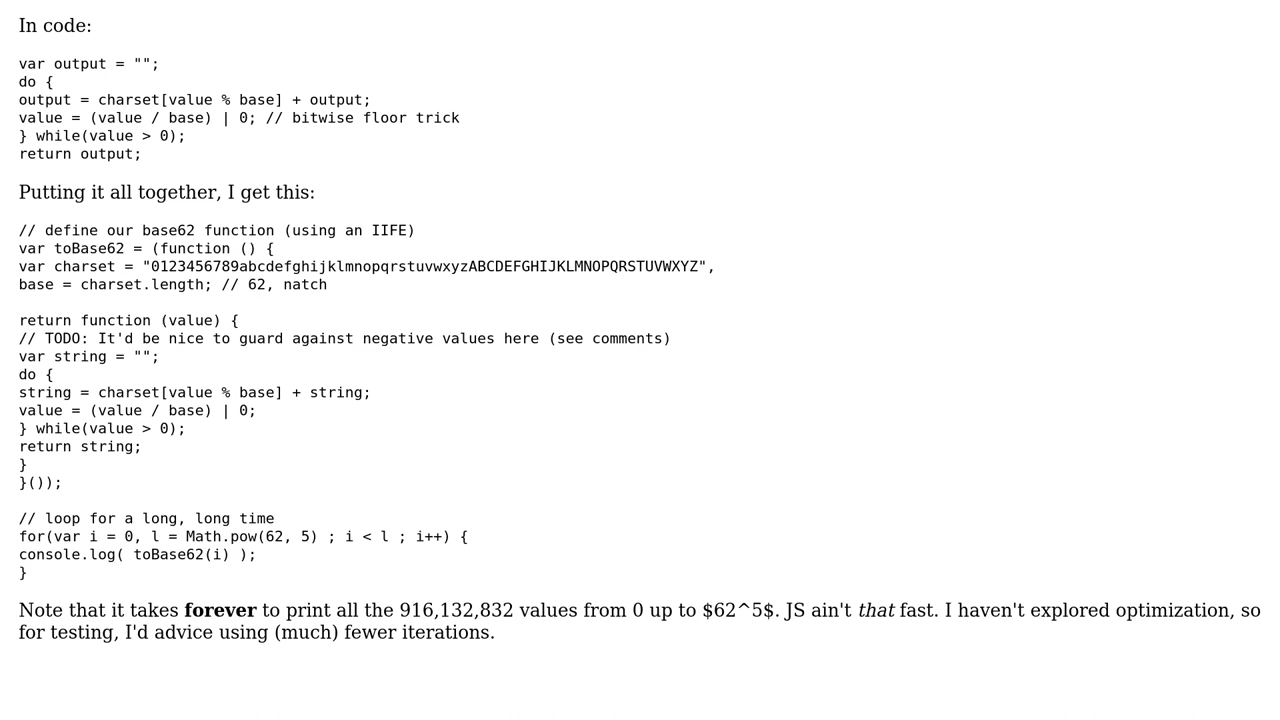 In code:
var output = "";
do {
output = charset[value % base] + output;
value = (value / base) | 0; // bitwise floor trick
} while(value > 0);
return output;
Putting it all together, I get this:
// define our base62 function (using an IIFE)
var toBase62 = (function () {
var charset = "0123456789abcdefghijklmnopqrstuvwxyzABCDEFGHIJKLMNOPQRSTUVWXYZ",
base = charset.length; // 62, natch
return function (value) {
// TODO: It'd be nice to guard against negative values here (see comments)
var string = "";
do {
string = charset[value % base] + string;
value = (value / base) | 0;
} while(value > 0);
return string;
}
}());
// loop for a long, long time
for(var i = 0, l = Math.pow(62, 5) ; i < l ; i++) {
console.log( toBase62(i) );
}
Note that it takes forever to print all the 916,132,832 values from 0 up to $62^5$. JS ain't that fast. I haven't explored optimization, so
for testing, I'd advice using (much) fewer iterations.